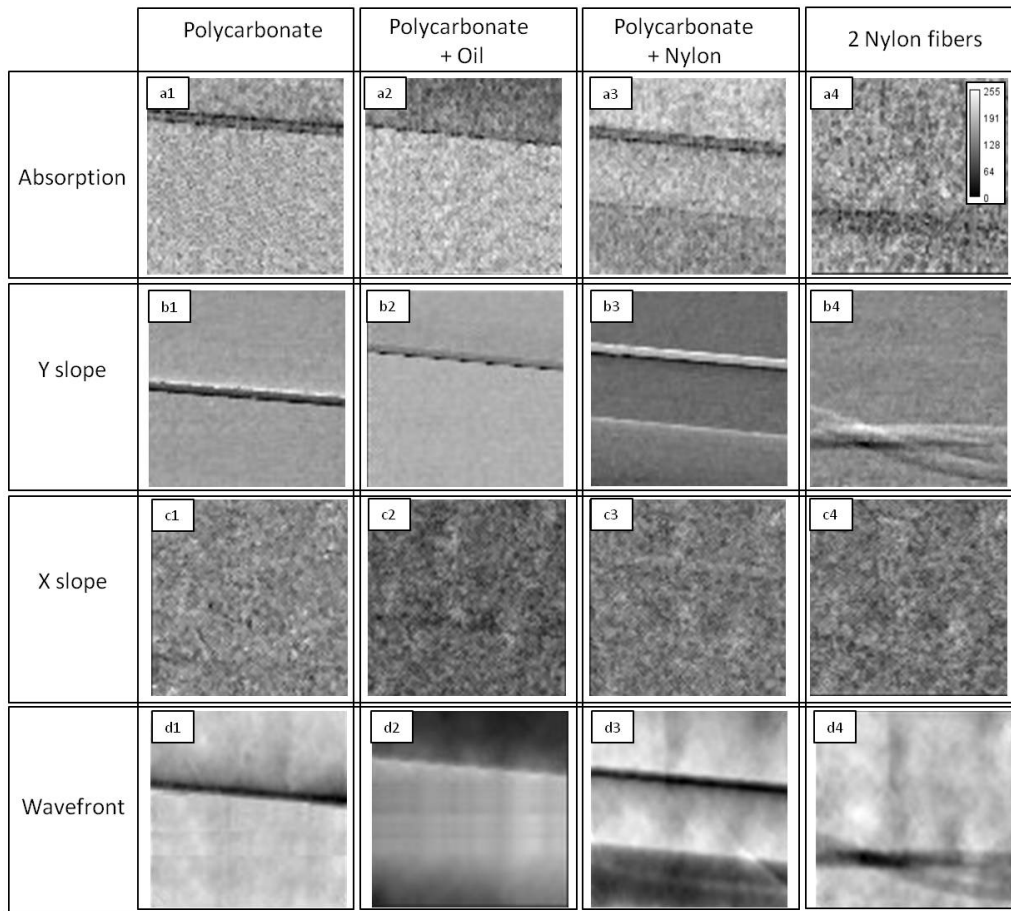 Polycarbonate
Polycarbonate
+ Oil
Polycarbonate
+ Nylon
2 Nylon fibers
Absorption
a1
a2
a3
a4
255
191
128
64
0
Y slope
b1
b2
b3
b4
X slope
c1
c2
c3
c4
Wavefront
d1
d2
d3
d4